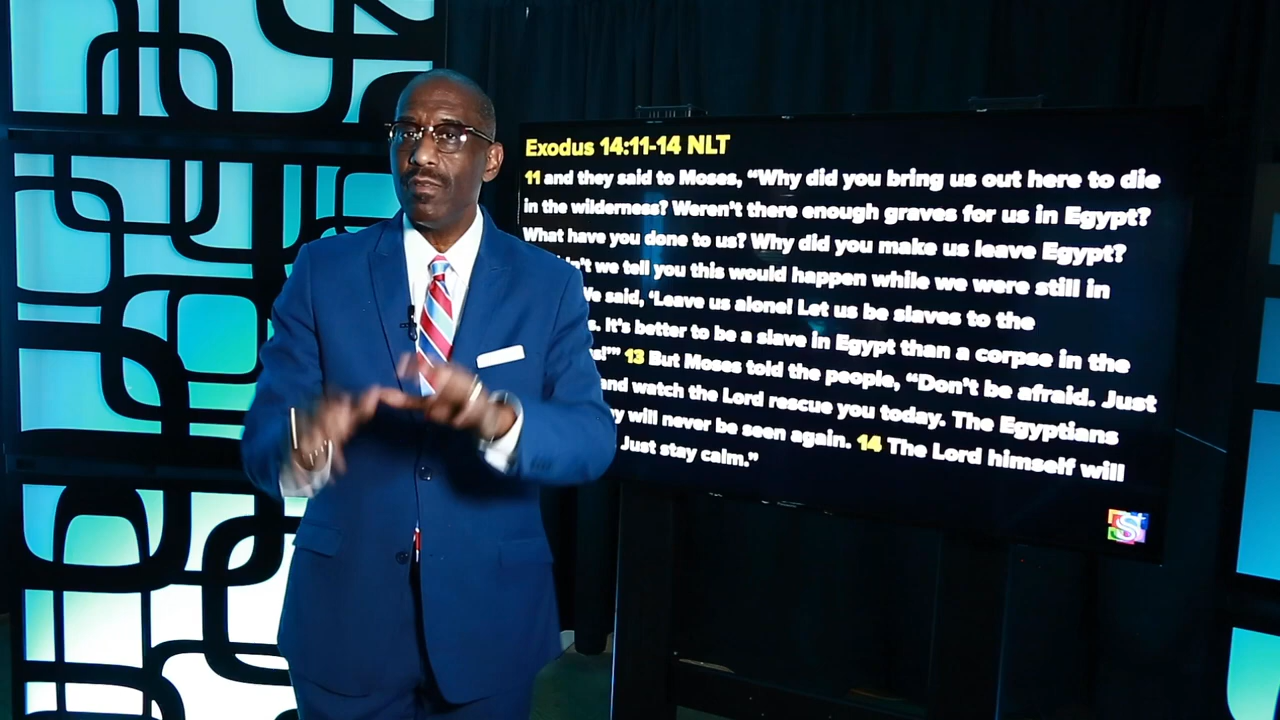 Exodus 14:11-14 NLT
11 and they said to Moses, “Why did you bring us out here to die
in the wilderness? Weren’t there enough graves for us in Egypt?
What have you done to us? Why did you make us leave Egypt?
we tell you this would happen while we were still in
We said, ‘Leave us alone! Let us be slaves to the
It’s better to be a slave in Egypt than a corpse in the
13 But Moses told the people, “Don’t be afraid. Just
and watch the Lord rescue you today. The Egyptians
will never be seen again. 14 The Lord himself will
Just stay calm.”
S